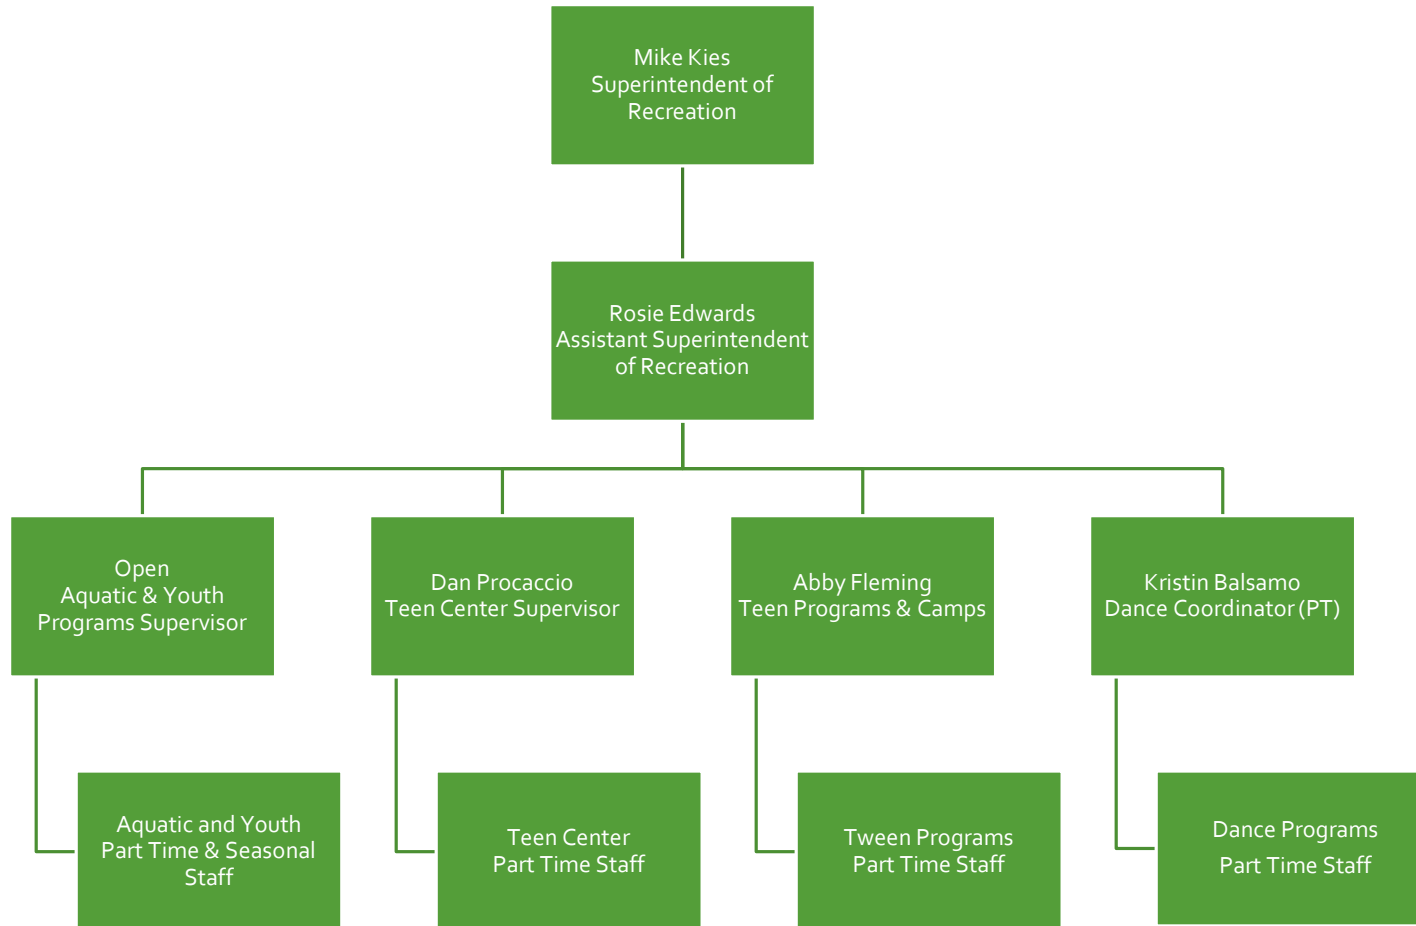 Mike Kies
Superintendent of
Recreation
Rosie Edwards
Assistant Superintendent
of Recreation
Open
Aquatic & Youth
Programs Supervisor
Dan Procaccio
Teen Center Supervisor
Abby Fleming
Teen Programs & Camps
Kristin Balsamo
Dance Coordinator (PT)
Aquatic and Youth
Part Time & Seasonal
Staff
Teen Center
Part Time Staff
Tween Programs
Part Time Staff
Dance Programs
Part Time Staff